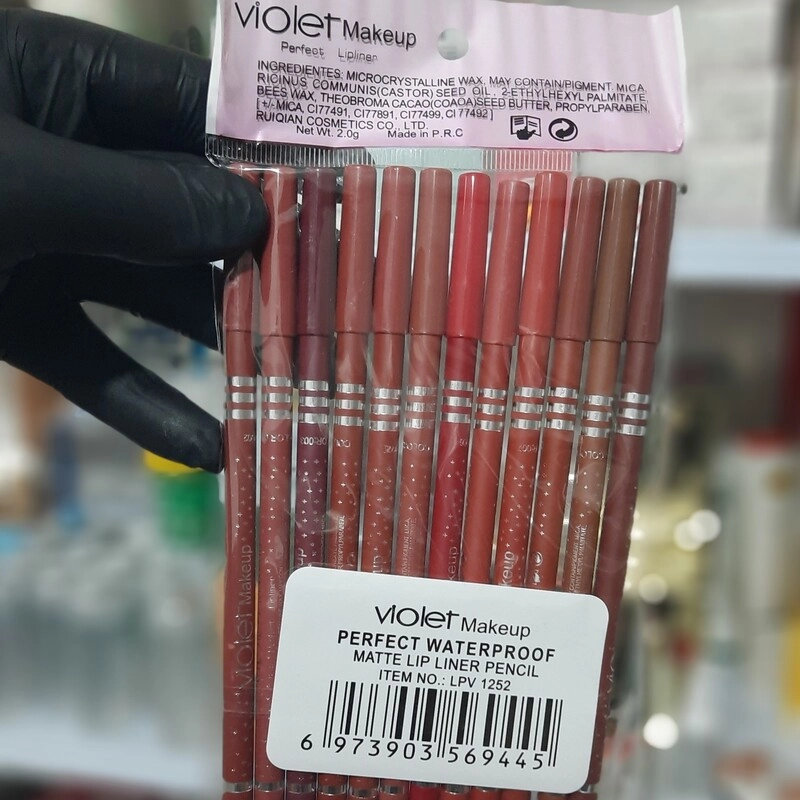 violet Makeup
Perfect Lipliner
INGREDIENTES: MICROCRYSTALLINE WAX, MAY CONTAIN/PIGMENT. MICA,
RICINUS COMMUNIS(CASTOR) SEED OIL. 2-ETHYLHEXYL PALMITATE,
BEES WAX, THEOBROMA CACAO(COAOA)SEED BUTTER, PROPYLPARABEN,
[+/-MICA, CI77491, CI77891, CI77499, CI 77492]
RUIQIAN COSMETICS CO., LTD.
Net Wt. 2.0g Made in P.R.C
violet Makeup
violet Makeup
PERFECT WATERPROOF
MATTE LIP LINER PENCIL
ITEM NO.: LPV 1252
6 973903 569445